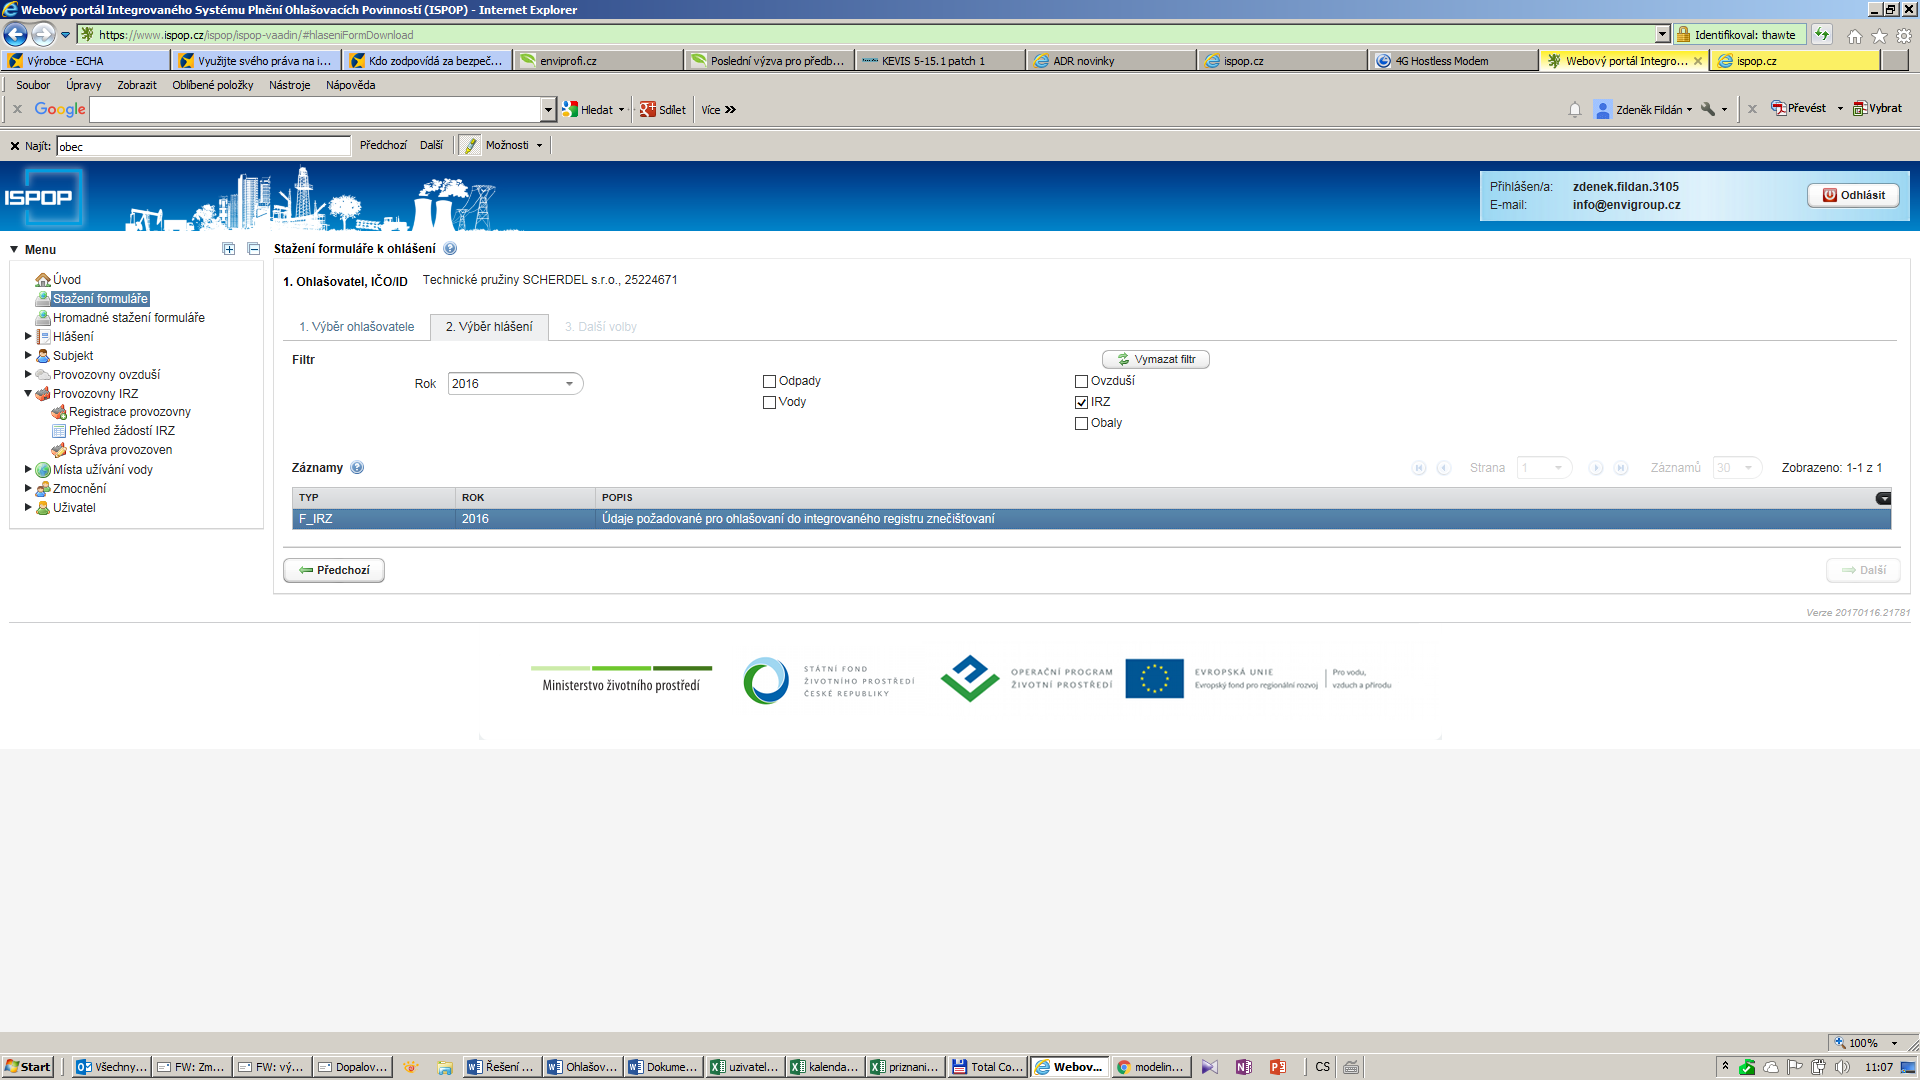 Webový portál Integrovaného Systému Plnění Ohlašovacích Povinností (ISPOP) - Internet Explorer
https://www.ispop.cz/ispop/ispop-vaadin/#hlaseniFormDownload
Identifikoval: thawte
Výrobce - ECHA
Využijte svého práva na i...
Kdo zodpovídá za bezpeč...
enviprofi.cz
Poslední výzva pro předb...
KEVIS 5-15.1 patch 1
ADR novinky
ispop.cz
4G Hostless Modem
Webový portál Integro...
ispop.cz
Soubor Úpravy Zobrazit Oblíbené položky Nástroje Nápověda
x Google Hledat Sdílet Více »
Zdeněk Fildán
x Převést Vybrat
x Najít: obec Předchozí Další Možnosti
ISPOP
Přihlášen/a: zdenek.fildan.3105
E-mail: info@envigroup.cz
Odhlásit
Menu
Úvod
Stažení formuláře
Hromadné stažení formuláře
Hlášení
Subjekt
Provozovny ovzduší
Provozovny IRZ
Registrace provozovny
Přehled žádostí IRZ
Správa provozoven
Místa užívání vody
Zmocnění
Uživatel
Stažení formuláře k ohlášení
1. Ohlašovatel, IČO/ID Technické pružiny SCHERDEL s.r.o., 25224671
1. Výběr ohlašovatele 2. Výběr hlášení 3. Další volby
Filtr
Vymazat filtr
Rok 2016
Odpady
Vody
Ovzduší
IRZ
Obaly
Záznamy
Strana 1 Záznamů 30 Zobrazeno: 1-1 z 1
TYP ROK POPIS
F_IRZ 2016 Údaje požadované pro ohlašovaní do integrovaného registru znečišťovaní
Předchozí
Další
Verze 20170116.21781
Ministerstvo životního prostředí
STÁTNÍ FOND
ŽIVOTNÍHO PROSTŘEDÍ
ČESKÉ REPUBLIKY
OPERAČNÍ PROGRAM
ŽIVOTNÍ PROSTŘEDÍ
EVROPSKÁ UNIE
Evropský fond pro regionální rozvoj
Pro vodu,
vzduch a přírodu
100%
Start
Všechny...
FW: Zm...
FW: vý...
Dopalov...
Řešení ...
Ohlašov...
Dokume...
uzivatel...
kalenda...
priznani...
Total Co...
Webov...
modelin...
CS
11:07